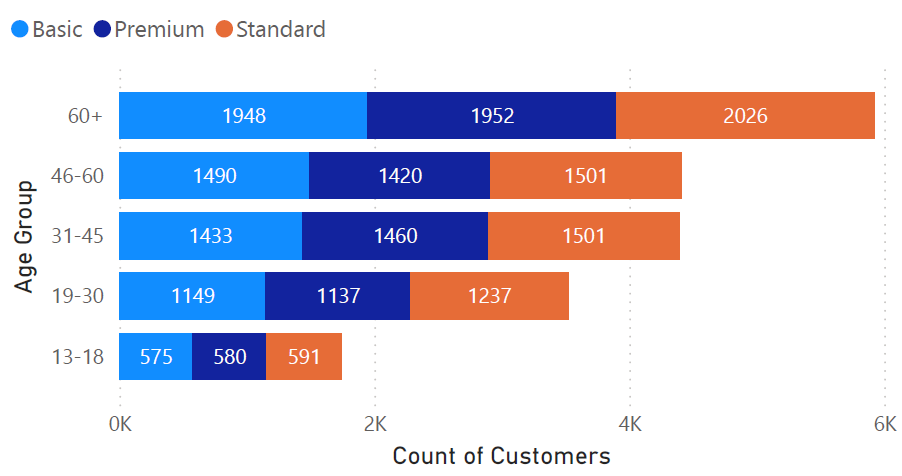 Basic Premium Standard
60+ 1948 1952 2026
46-60 1490 1420 1501
31-45 1433 1460 1501
19-30 1149 1137 1237
13-18 575 580 591
Age Group
0K 2K 4K 6K
Count of Customers